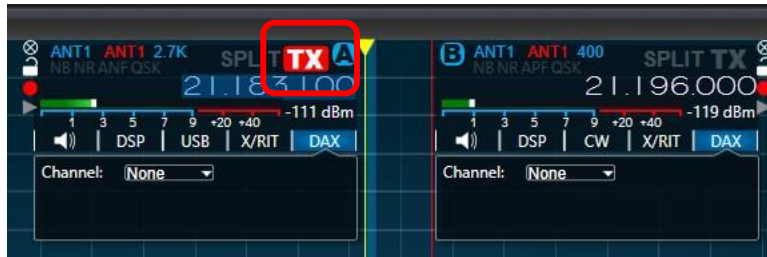 ANT1 ANT1 2.7K SPLIT TX A
NB NR ANF QSK
21.183.100
-111 dBm
1 3 5 7 9 +20 +40
DSP USB X/RIT DAX
Channel: None
B ANT1 ANT1 400 SPLIT TX
NB NR APF QSK
21.196.000
-119 dBm
1 3 5 7 9 +20 +40
DSP CW X/RIT DAX
Channel: None